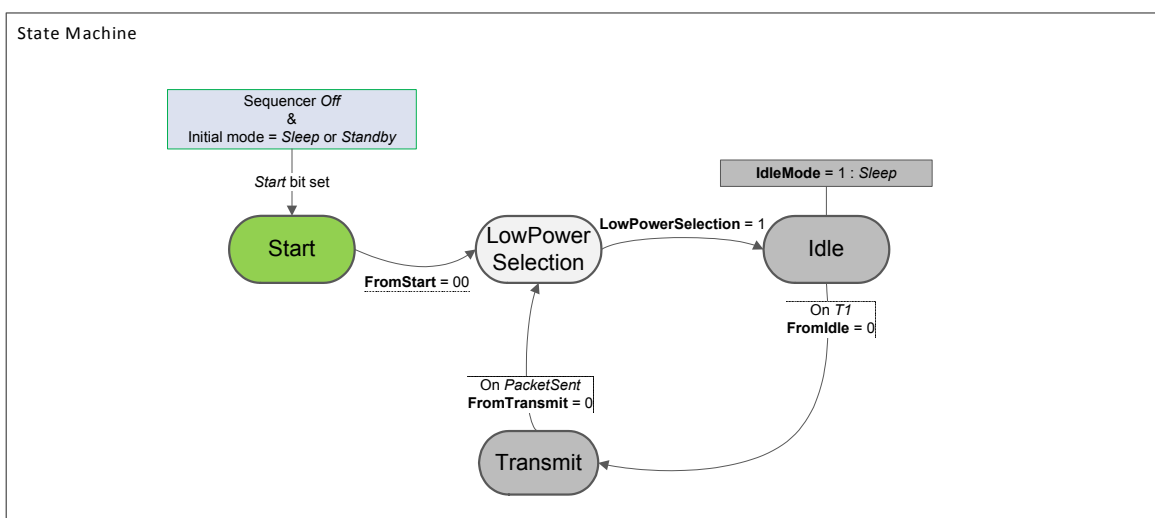 State Machine
Sequencer Off
&
Initial mode = Sleep or Standby
Start bit set
IdleMode = 1 : Sleep
Start
LowPower
Selection
LowPowerSelection = 1
Idle
FromStart = 00
On T1
FromIdle = 0
On PacketSent
FromTransmit = 0
Transmit